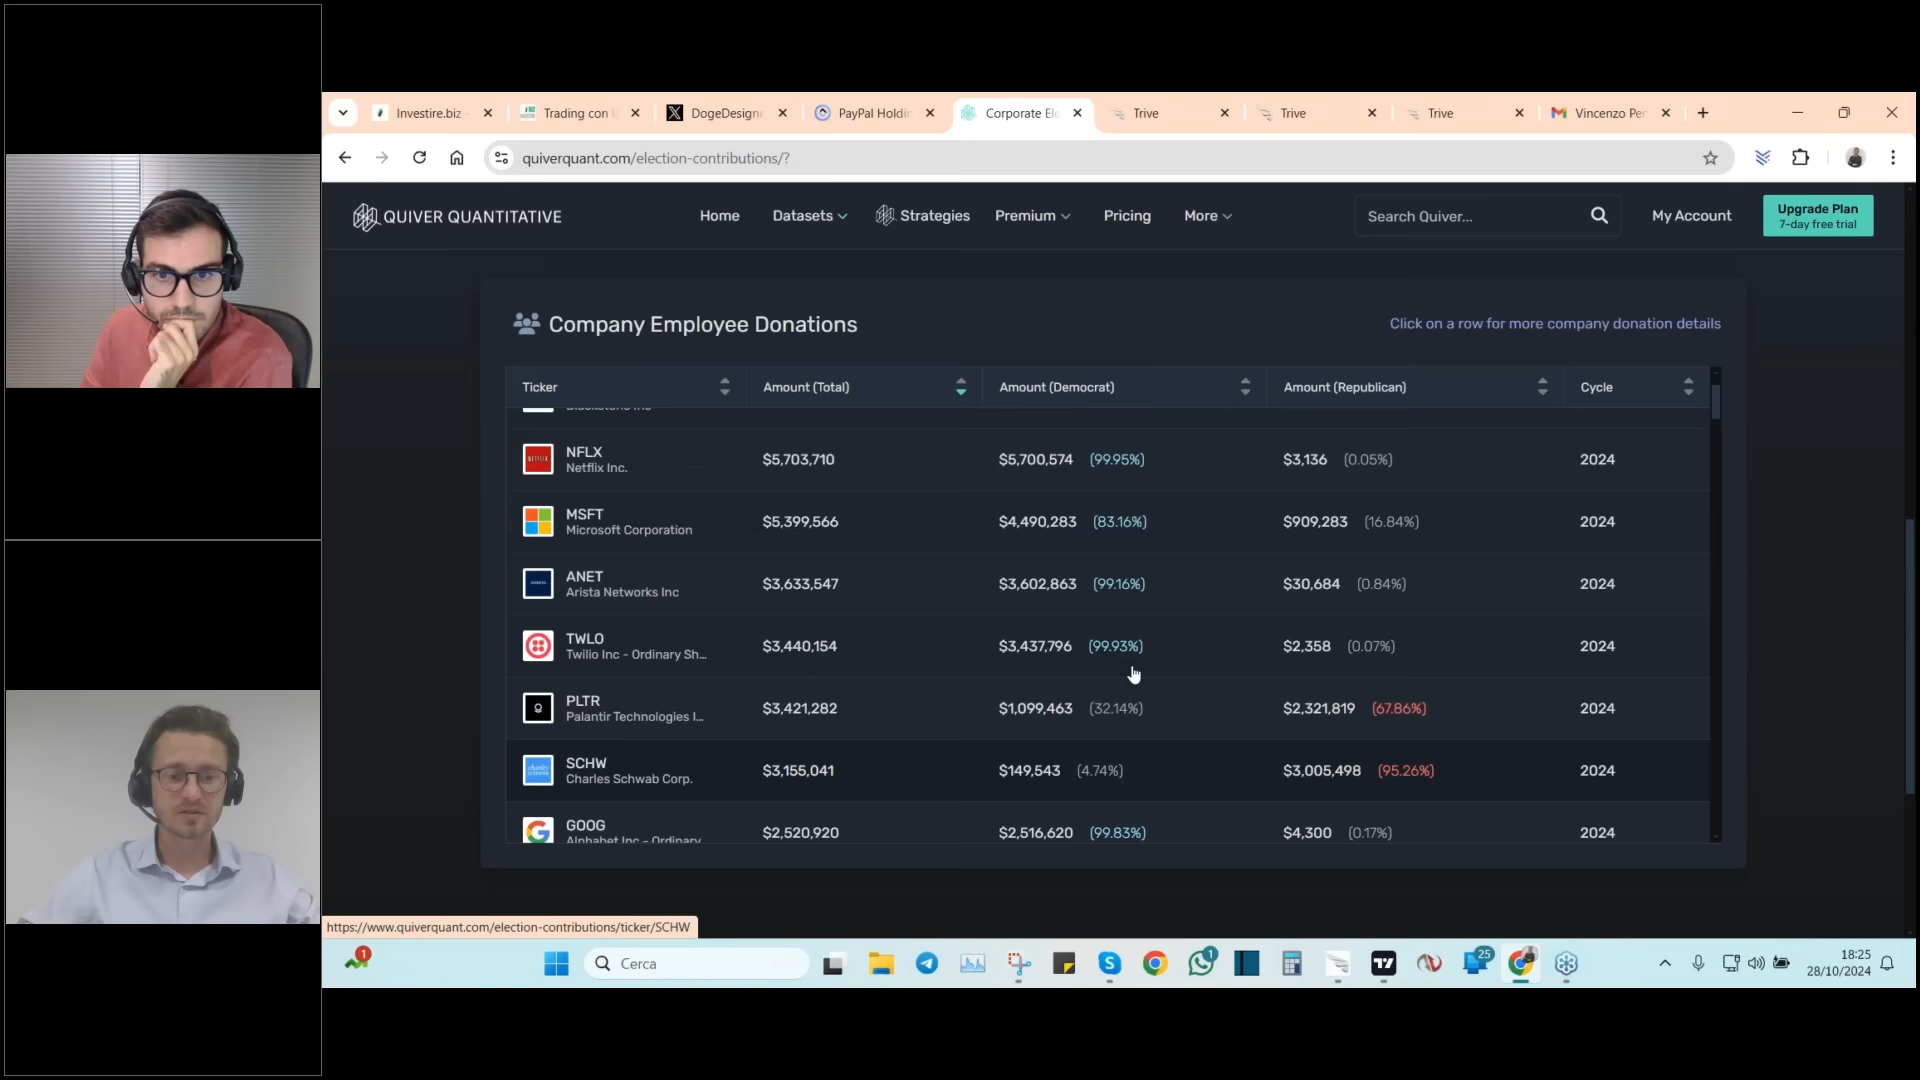 Investire.biz -
Trading con
DogeDesigne
PayPal Holdin
Corporate Ele
Trive
Trive
Trive
Vincenzo Pen
quiverquant.com/election-contributions/?
QUIVER QUANTITATIVE
Home
Datasets
Strategies
Premium
Pricing
More
Search Quiver...
My Account
Upgrade Plan
7-day free trial
Company Employee Donations
Click on a row for more company donation details
Ticker
Amount (Total)
Amount (Democrat)
Amount (Republican)
Cycle
NFLX
Netflix Inc.
$5,703,710
$5,700,574 (99.95%)
$3,136 (0.05%)
2024
MSFT
Microsoft Corporation
$5,399,566
$4,490,283 (83.16%)
$909,283 (16.84%)
2024
ANET
Arista Networks Inc
$3,633,547
$3,602,863 (99.16%)
$30,684 (0.84%)
2024
TWLO
Twilio Inc - Ordinary Sh...
$3,440,154
$3,437,796 (99.93%)
$2,358 (0.07%)
2024
PLTR
Palantir Technologies I...
$3,421,282
$1,099,463 (32.14%)
$2,321,819 (67.86%)
2024
SCHW
Charles Schwab Corp.
$3,155,041
$149,543 (4.74%)
$3,005,498 (95.26%)
2024
GOOG
Alphabet Inc - Ordinary
$2,520,920
$2,516,620 (99.83%)
$4,300 (0.17%)
2024
https://www.quiverquant.com/election-contributions/ticker/SCHW
1
Cerca
1
25
18:25
28/10/2024